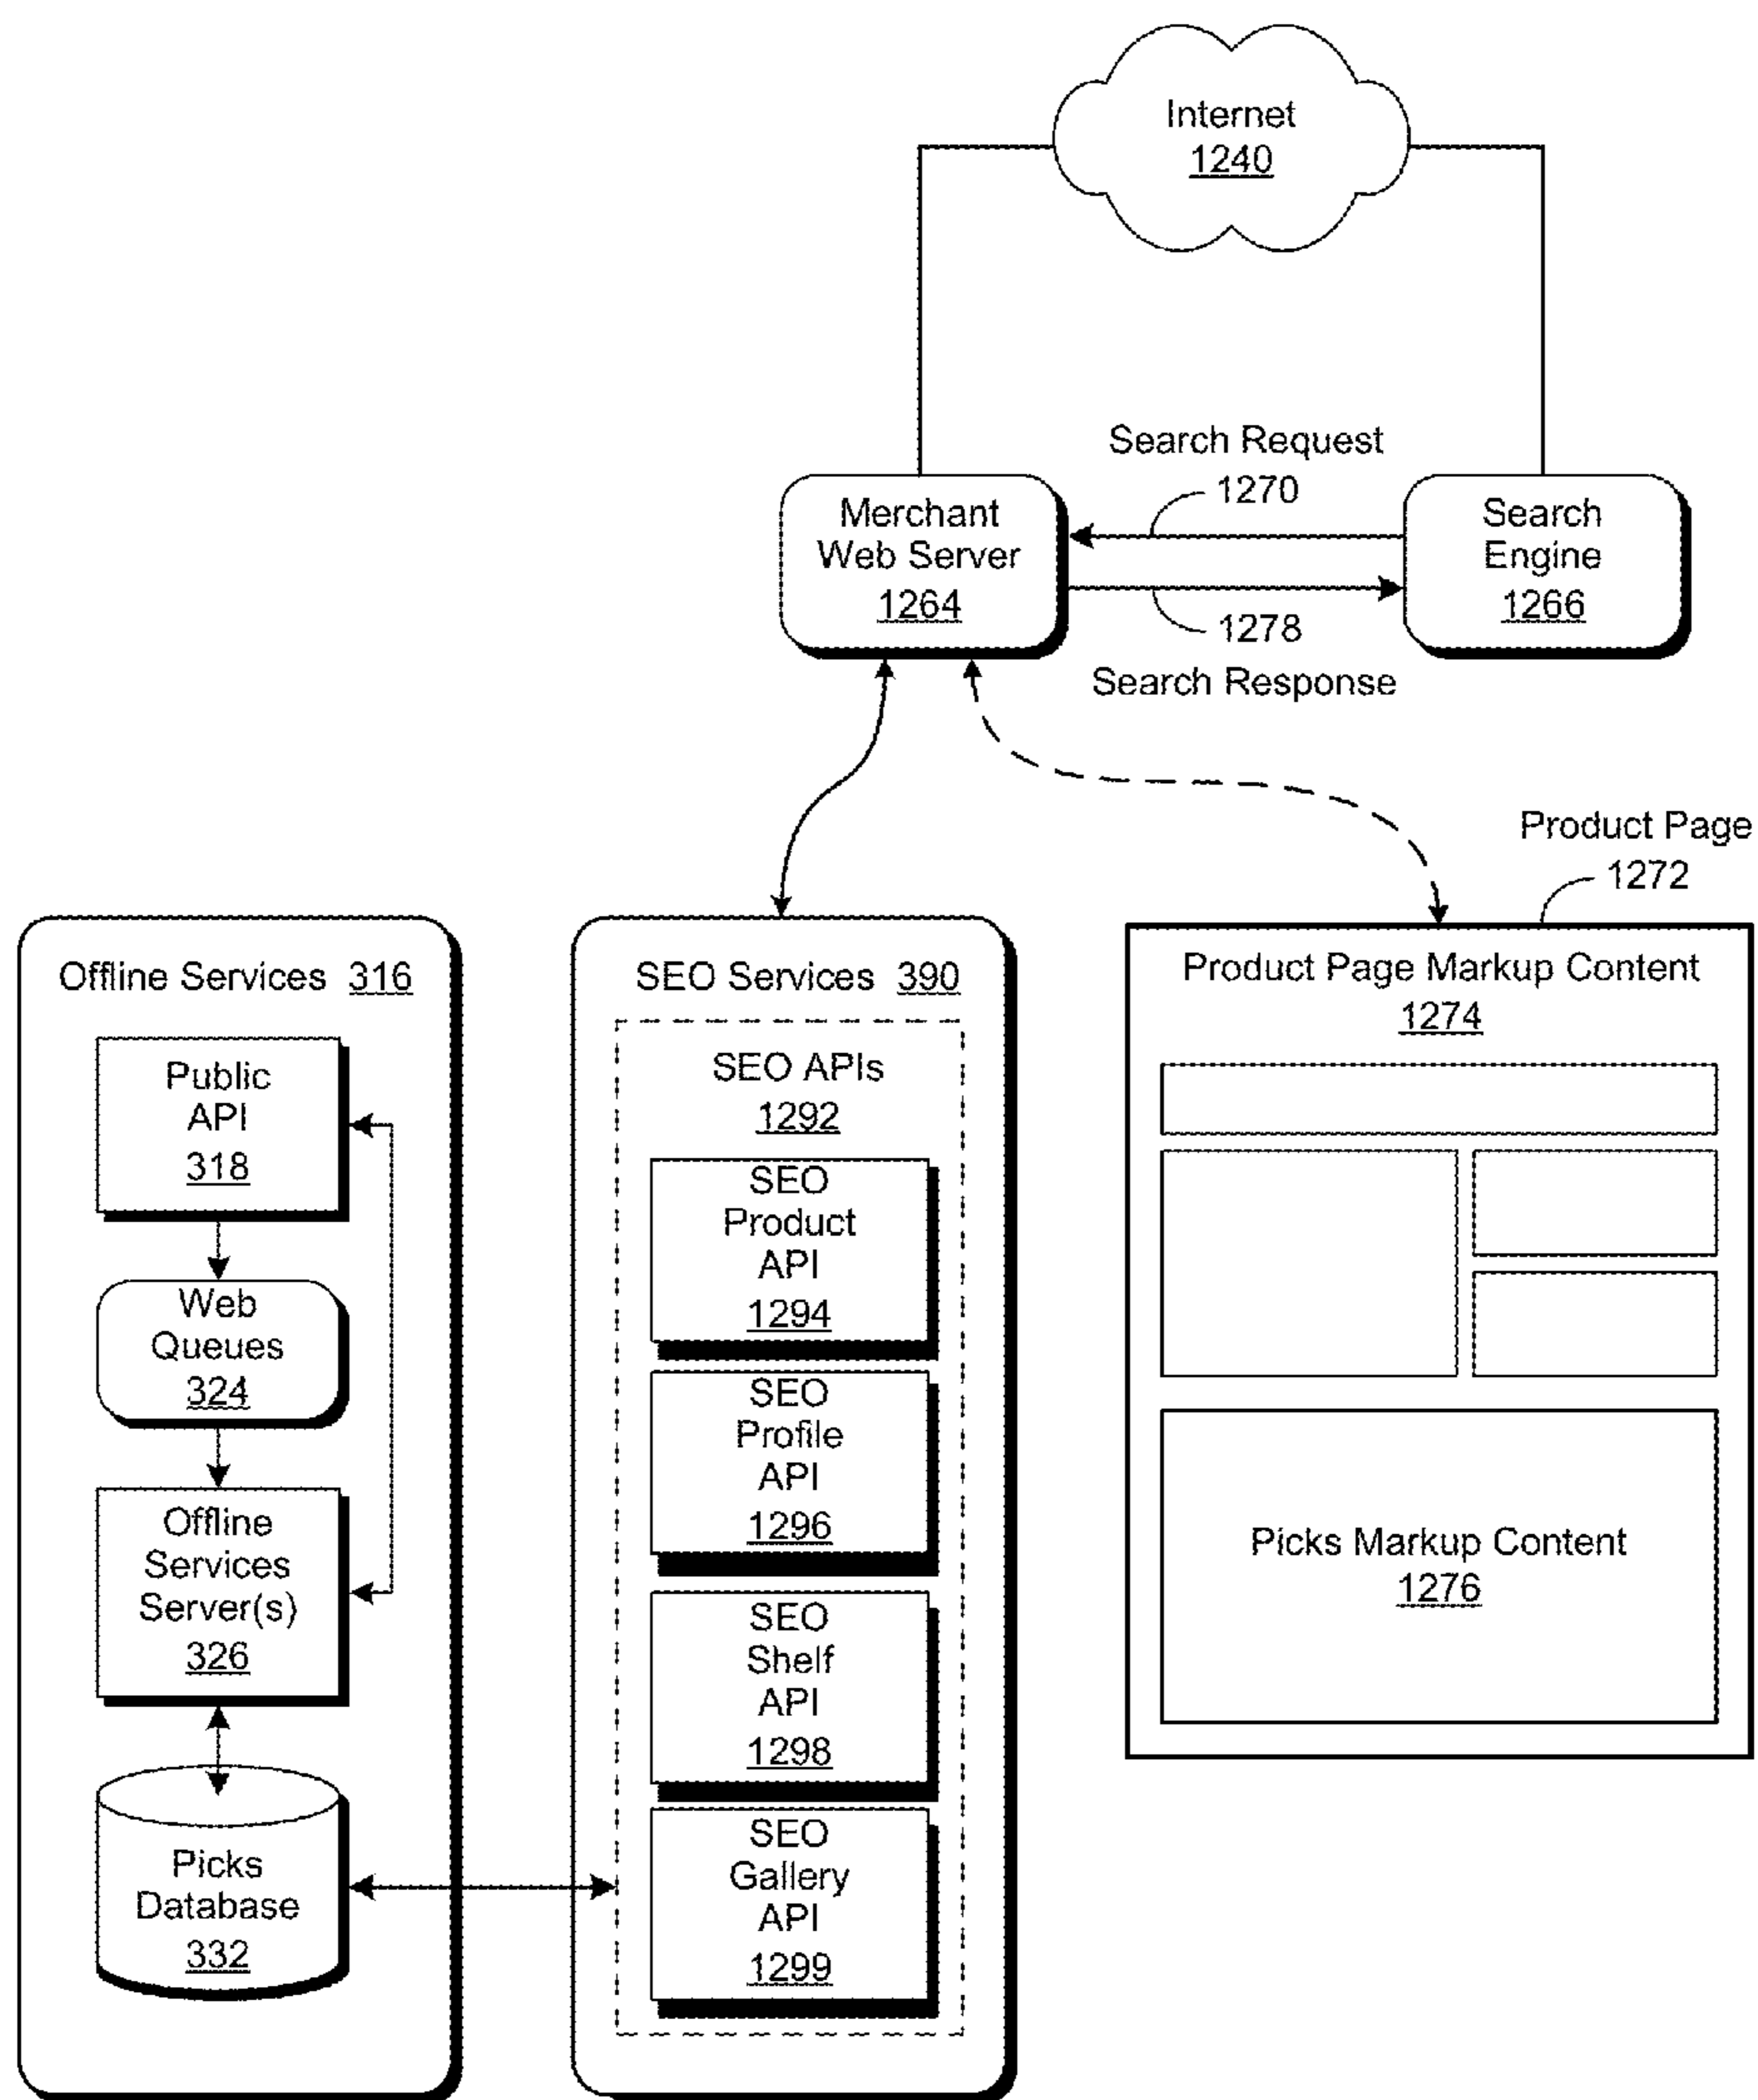 Internet
1240
Search Request
1270
Merchant
Web Server
1264
Search
Engine
1266
1278
Search Response
Product Page
1272
Offline Services 316
Public
API
318
Web
Queues
324
Offline
Services
Server(s)
326
Picks
Database
332
SEO Services 390
SEO APIs
1292
SEO
Product
API
1294
SEO
Profile
API
1296
SEO
Shelf
API
1298
SEO
Gallery
API
1299
Product Page Markup Content
1274
Picks Markup Content
1276